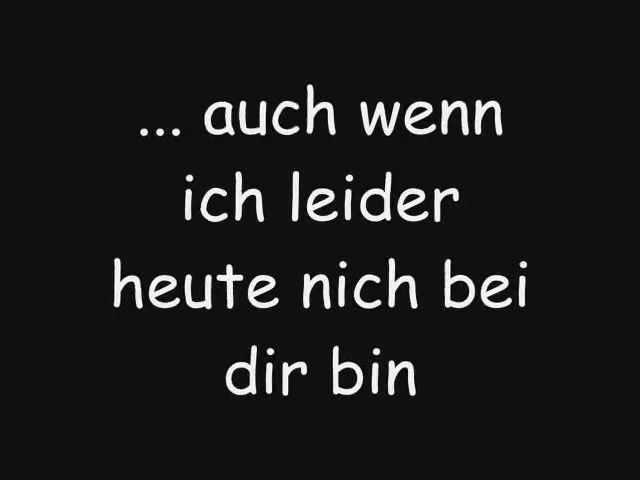 ... auch wenn
ich leider
heute nich bei
dir bin